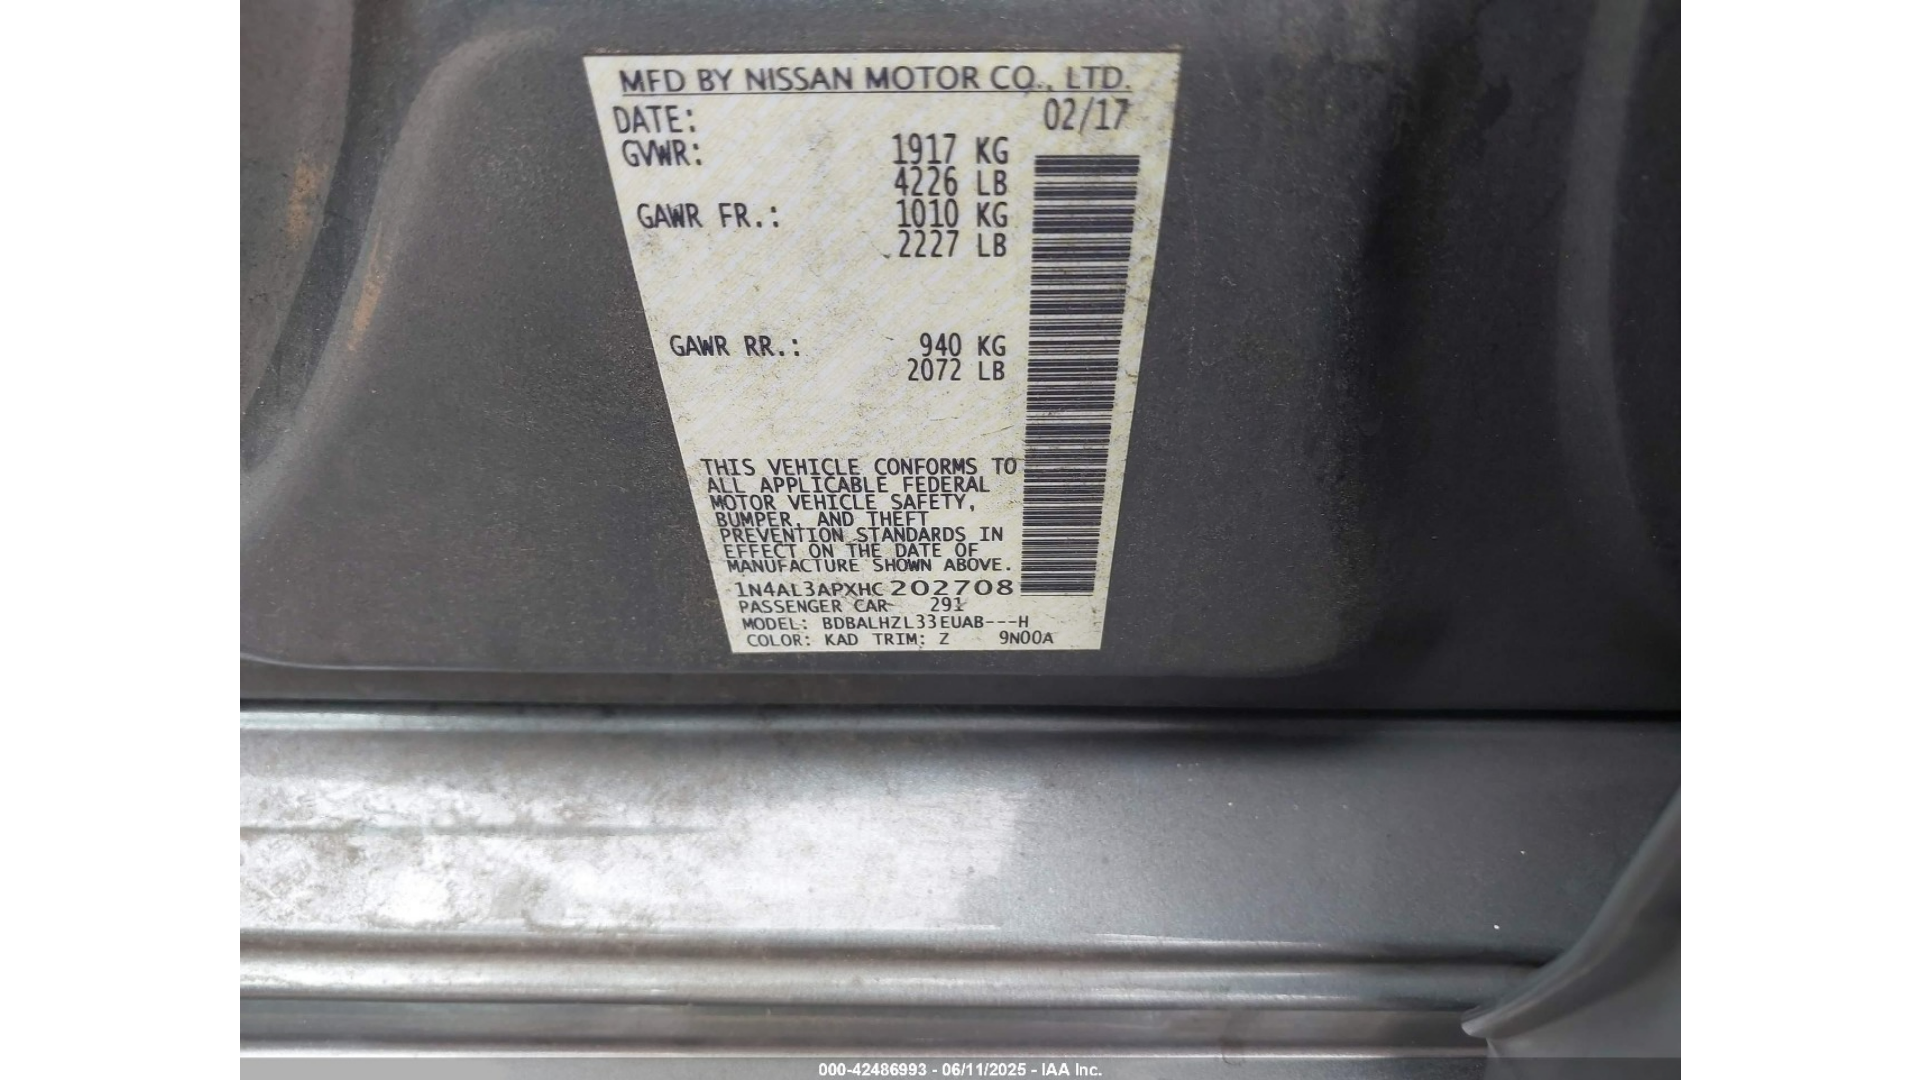 MFD BY NISSAN MOTOR CO., LTD.
DATE: 02/17
GVWR: 1917 KG
4226 LB
GAWR FR.: 1010 KG
2227 LB
GAWR RR.: 940 KG
2072 LB
THIS VEHICLE CONFORMS TO
ALL APPLICABLE FEDERAL
MOTOR VEHICLE SAFETY,
BUMPER, AND THEFT
PREVENTION STANDARDS IN
EFFECT ON THE DATE OF
MANUFACTURE SHOWN ABOVE.
1N4AL3APXHC202708
PASSENGER CAR 291
MODEL: BDBALHZL33EUAB---H
COLOR: KAD TRIM: Z 9N00A
000-42486993 - 06/11/2025 - IAA Inc.